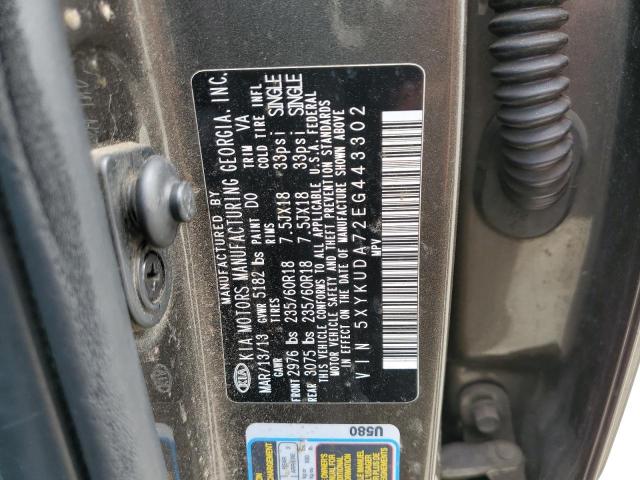 MANUFACTURED BY
KIA MOTORS MANUFACTURING GEORGIA, INC.
MAR/13/13 GVWR 5182 lbs PAINT DO TRIM VA
GAWR TIRES RIMS COLD TIRE INFL
FRONT 2976 lbs 235/60R18 7.5JX18 33psi SINGLE
REAR 3075 lbs 235/60R18 7.5JX18 33psi SINGLE
THIS VEHICLE CONFORMS TO ALL APPLICABLE U.S.A. FEDERAL
MOTOR VEHICLE SAFETY AND THEFT PREVENTION STANDARDS
IN EFFECT ON THE DATE OF MANUFACTURE SHOWN ABOVE
VIN 5XYKUDA72EG443302
MPV
KIA
U580